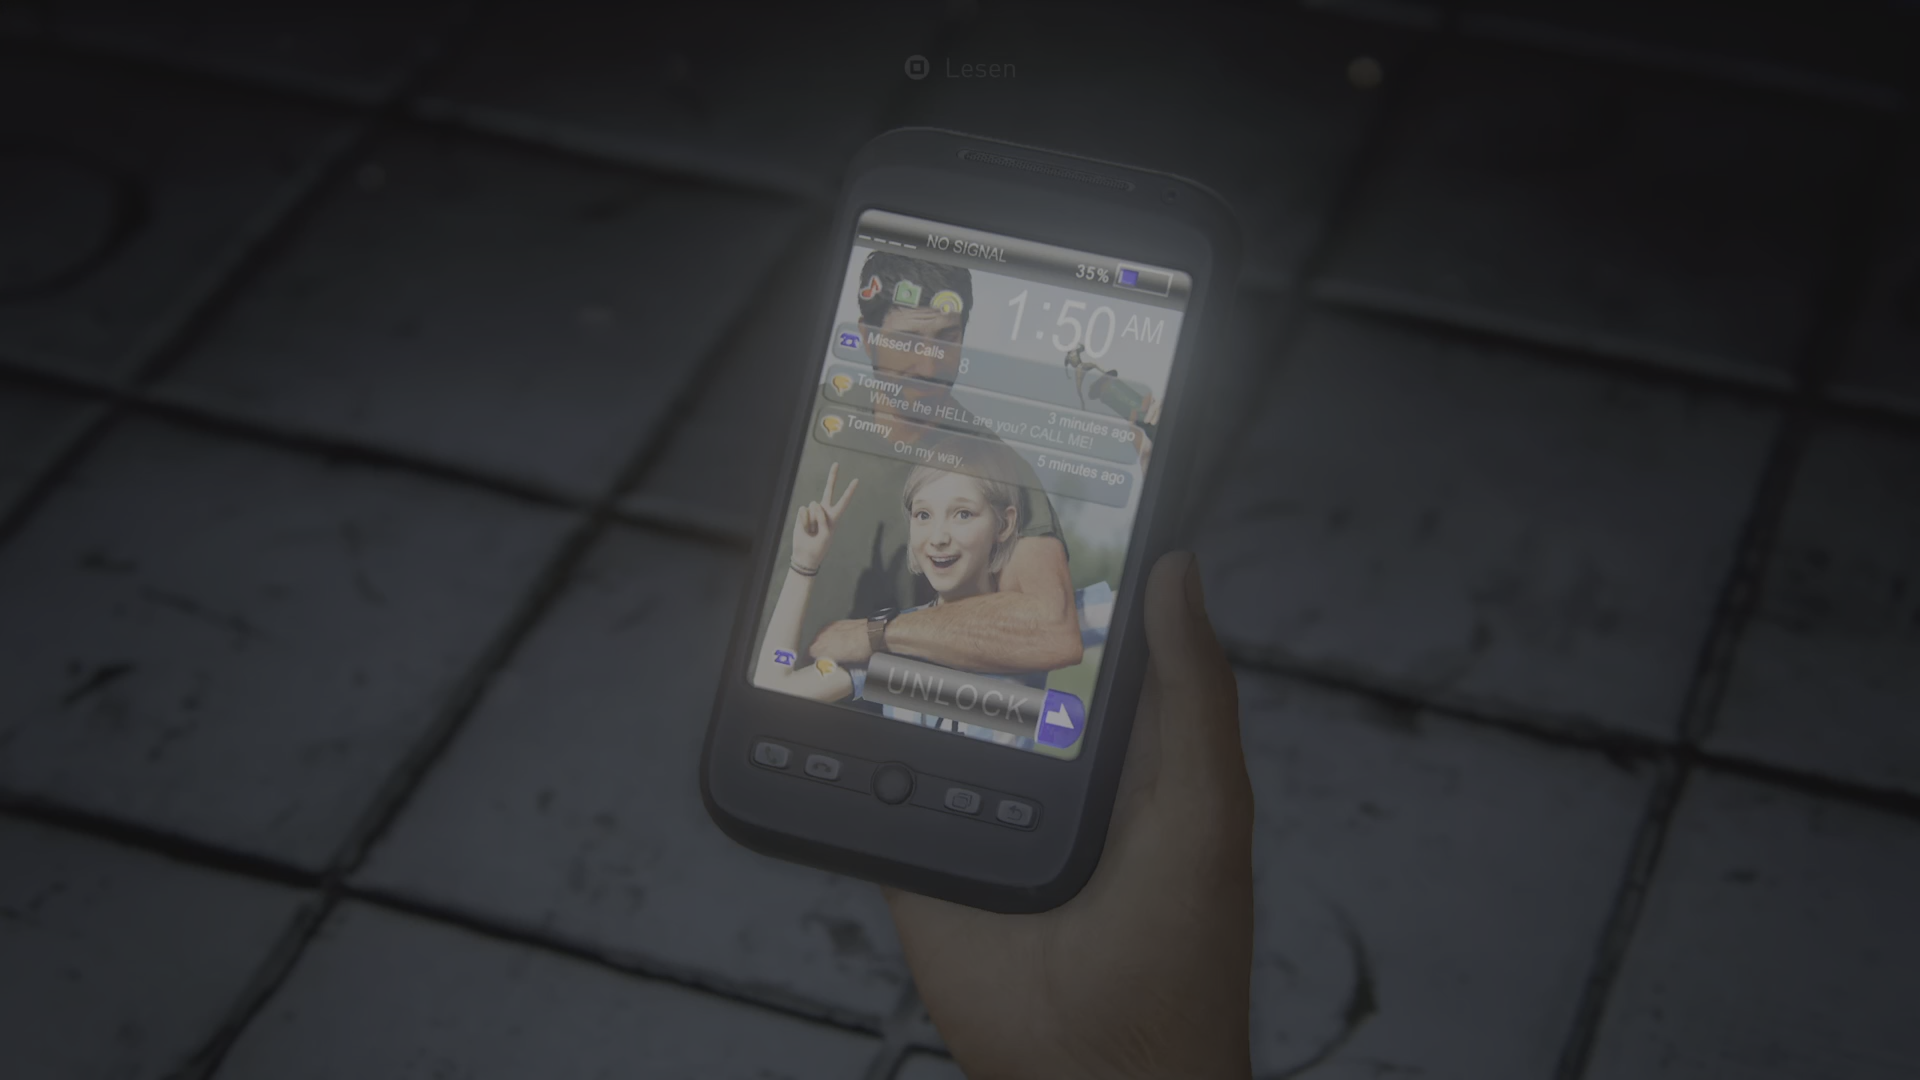 Lesen
NO SIGNAL
35%
1:50 AM
Missed Calls
8
Tommy
3 minutes ago
Where the HELL are you? CALL ME!
Tommy
5 minutes ago
On my way.
UNLOCK